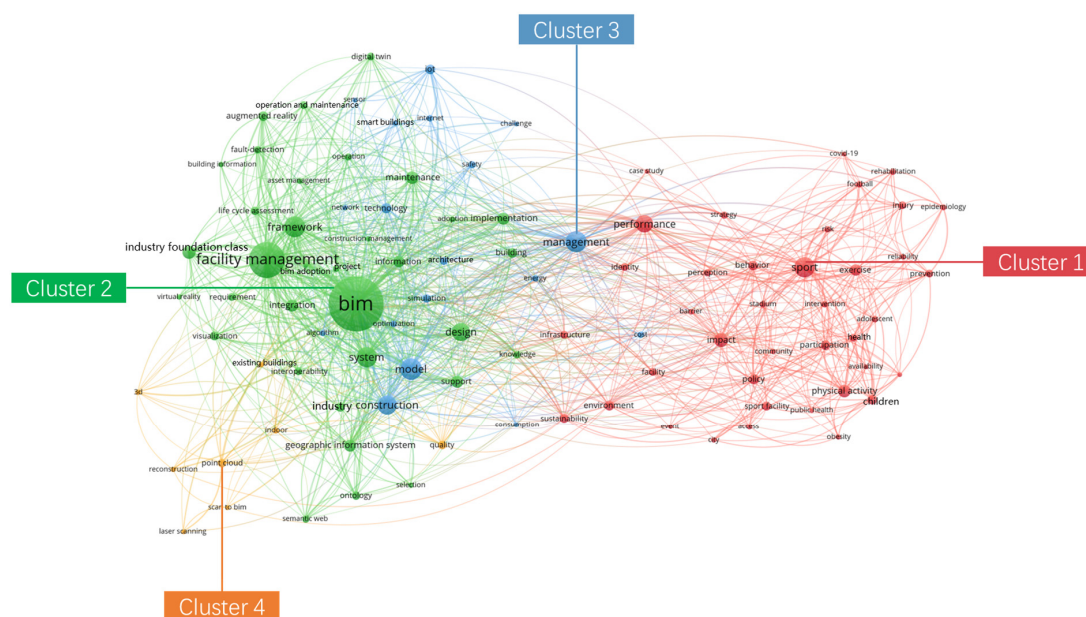 Cluster 3
digital twin
iot
sensor
operation and maintenance
augmented reality
smart buildings
internet
challenge
fault-detection
building information
operation
safety
asset management
maintenance
covid-19
case study
rehabilitation
football
life cycle assessment
network
technology
injury
epidemiology
framework
adoption
implementation
performance
strategy
risk
construction management
industry foundation class
facility management
management
building
architecture
information
project
bim adoption
identity
perception
behavior
sport
exercise
reliability
prevention
Cluster 1
energy
Cluster 2
virtual reality
requirement
integration
bim
simulation
barrier
stadium
intervention
adolescent
visualization
algorithm
optimization
design
infrastructure
cost
impact
participation
health
existing buildings
interoperability
system
model
knowledge
community
availability
support
facility
policy
physical activity
children
3d
industry
construction
environment
sport facility
public health
sustainability
consumption
event
access
city
obesity
indoor
geographic information system
quality
reconstruction
point cloud
ontology
selection
scan to bim
semantic web
laser scanning
Cluster 4